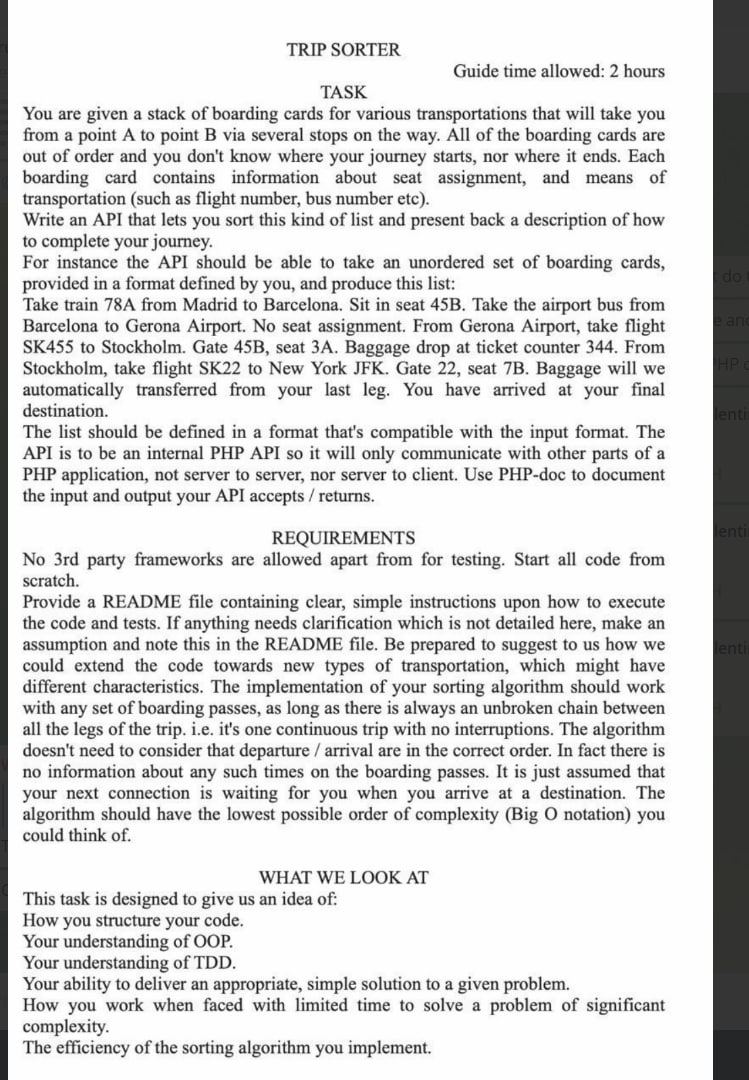 TRIP SORTER
Guide time allowed: 2 hours
TASK
You are given a stack of boarding cards for various transportations that will take you
from a point A to point B via several stops on the way. All of the boarding cards are
out of order and you don't know where your journey starts, nor where it ends. Each
boarding card contains information about seat assignment, and means of
transportation (such as flight number, bus number etc).
Write an API that lets you sort this kind of list and present back a description of how
to complete your journey.
For instance the API should be able to take an unordered set of boarding cards,
provided in a format defined by you, and produce this list:
Take train 78A from Madrid to Barcelona. Sit in seat 45B. Take the airport bus from
Barcelona to Gerona Airport. No seat assignment. From Gerona Airport, take flight
SK455 to Stockholm. Gate 45B, seat 3A. Baggage drop at ticket counter 344. From
Stockholm, take flight SK22 to New York JFK. Gate 22, seat 7B. Baggage will we
automatically transferred from your last leg. You have arrived at your final
destination.
The list should be defined in a format that's compatible with the input format. The
API is to be an internal PHP API so it will only communicate with other parts of a
PHP application, not server to server, nor server to client. Use PHP-doc to document
the input and output your API accepts / returns.
REQUIREMENTS
No 3rd party frameworks are allowed apart from for testing. Start all code from
scratch.
Provide a README file containing clear, simple instructions upon how to execute
the code and tests. If anything needs clarification which is not detailed here, make an
assumption and note this in the README file. Be prepared to suggest to us how we
could extend the code towards new types of transportation, which might have
different characteristics. The implementation of your sorting algorithm should work
with any set of boarding passes, as long as there is always an unbroken chain between
all the legs of the trip. i.e. it's one continuous trip with no interruptions. The algorithm
doesn't need to consider that departure / arrival are in the correct order. In fact there is
no information about any such times on the boarding passes. It is just assumed that
your next connection is waiting for you when you arrive at a destination. The
algorithm should have the lowest possible order of complexity (Big O notation) you
could think of.
WHAT WE LOOK AT
This task is designed to give us an idea of:
How you structure your code.
Your understanding of OOP.
Your understanding of TDD.
Your ability to deliver an appropriate, simple solution to a given problem.
How you work when faced with limited time to solve a problem of significant
complexity.
The efficiency of the sorting algorithm you implement.